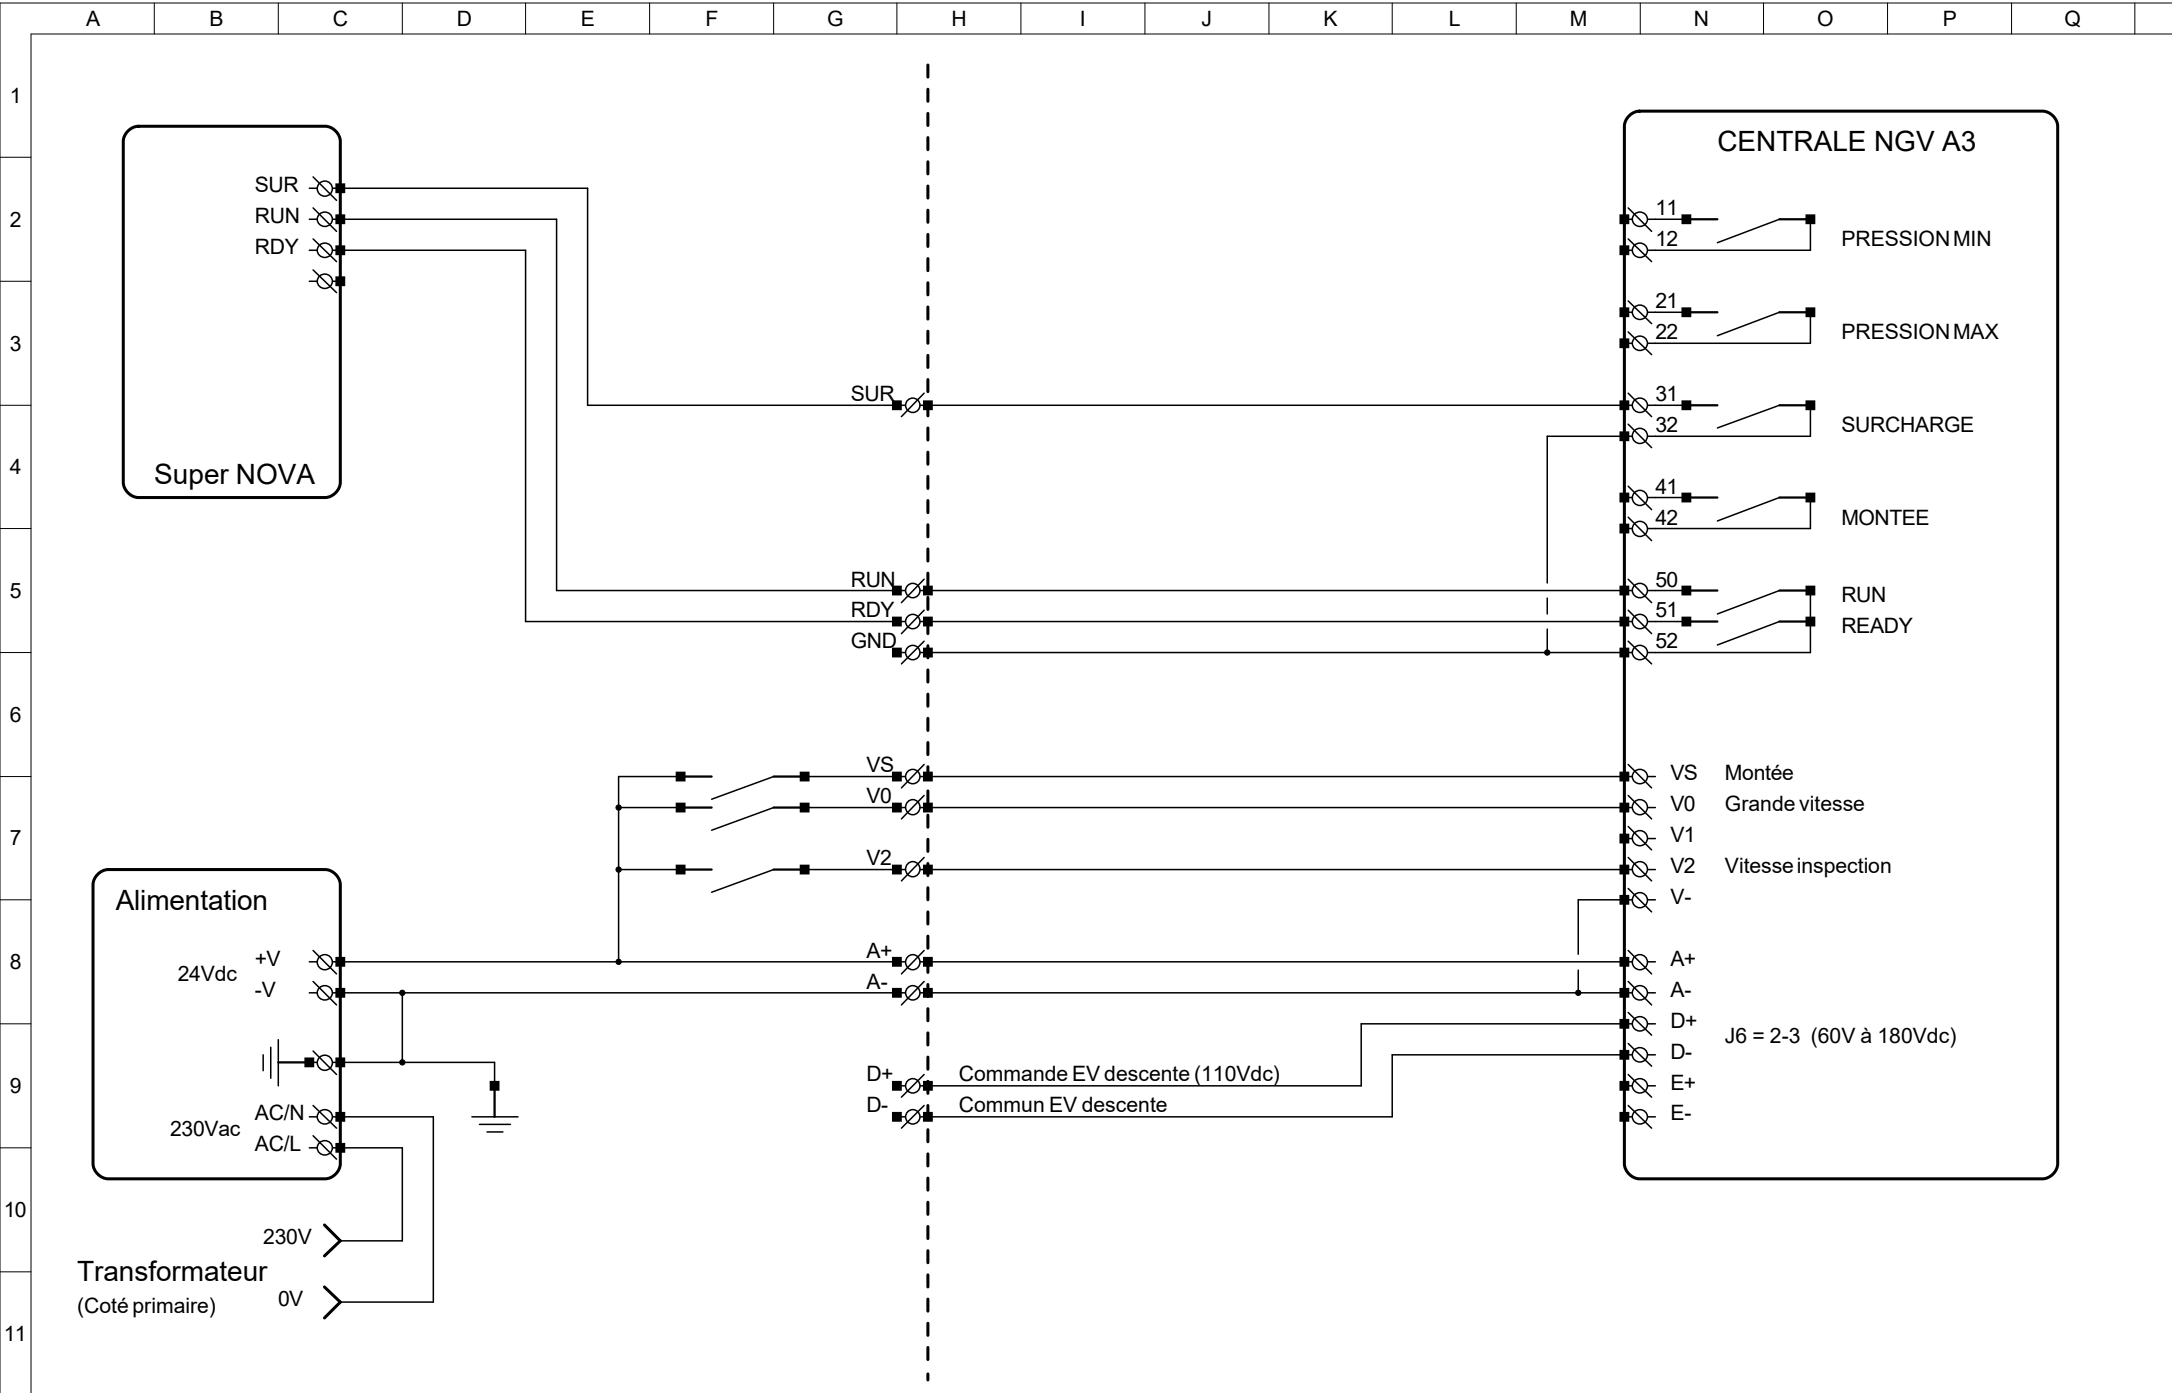 A B C D E F G H I J K L M N O P Q
1
2
3
4
5
6
7
8
9
10
11
SUR
RUN
RDY
Super NOVA
SUR
RUN
RDY
GND
VS
V0
V2
A+
A-
D+
D-
Commande EV descente (110Vdc)
Commun EV descente
Alimentation
24Vdc
+V
-V
230Vac
AC/N
AC/L
230V
Transformateur
(Coté primaire)
0V
CENTRALE NGV A3
11
12
PRESSION MIN
21
22
PRESSION MAX
31
32
SURCHARGE
41
42
MONTEE
50
51
52
RUN
READY
VS Montée
V0 Grande vitesse
V1
V2 Vitesse inspection
V-
A+
A-
D+
D-
J6 = 2-3 (60V à 180Vdc)
E+
E-